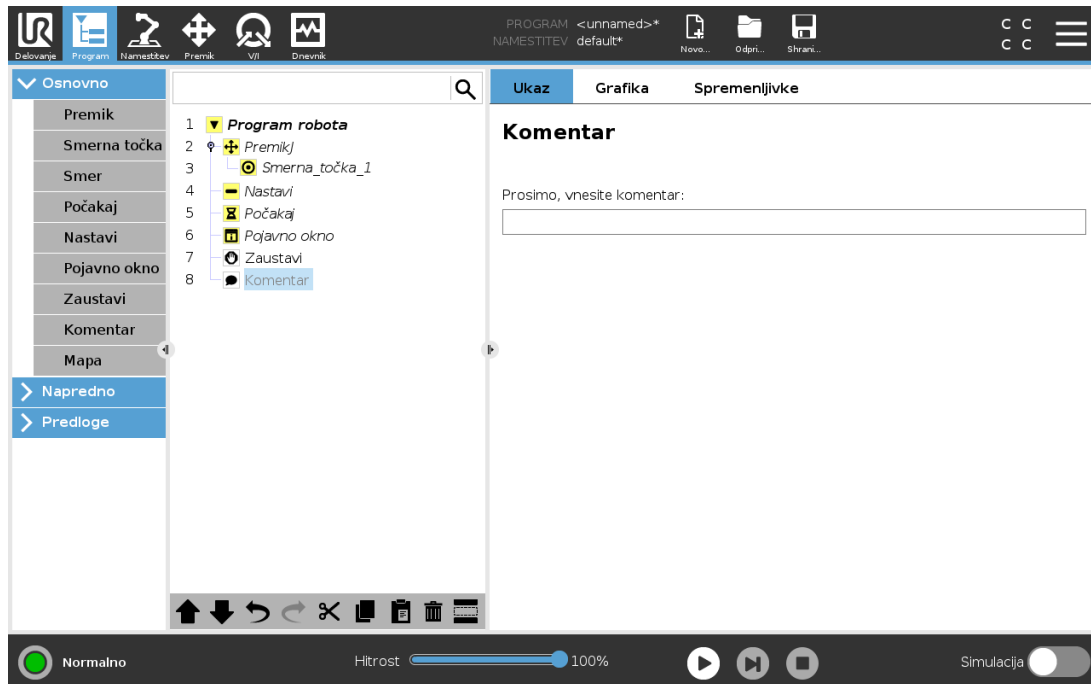 PROGRAM <unnamed>*
NAMESTITEV default*
Delovanje Program Namestitev Premik V/I Dnevnik Novo... Odpri... Shrani...
C C
C C
Osnovno
Premik
Smerna točka
Smer
Počakaj
Nastavi
Pojavno okno
Zaustavi
Komentar
Mapa
Napredno
Predloge
1 Program robota
2 PremikJ
3 Smerna_točka_1
4 Nastavi
5 Počakaj
6 Pojavno okno
7 Zaustavi
8 Komentar
Ukaz Grafika Spremenljivke
Komentar
Prosimo, vnesite komentar:
Normalno Hitrost 100% Simulacija